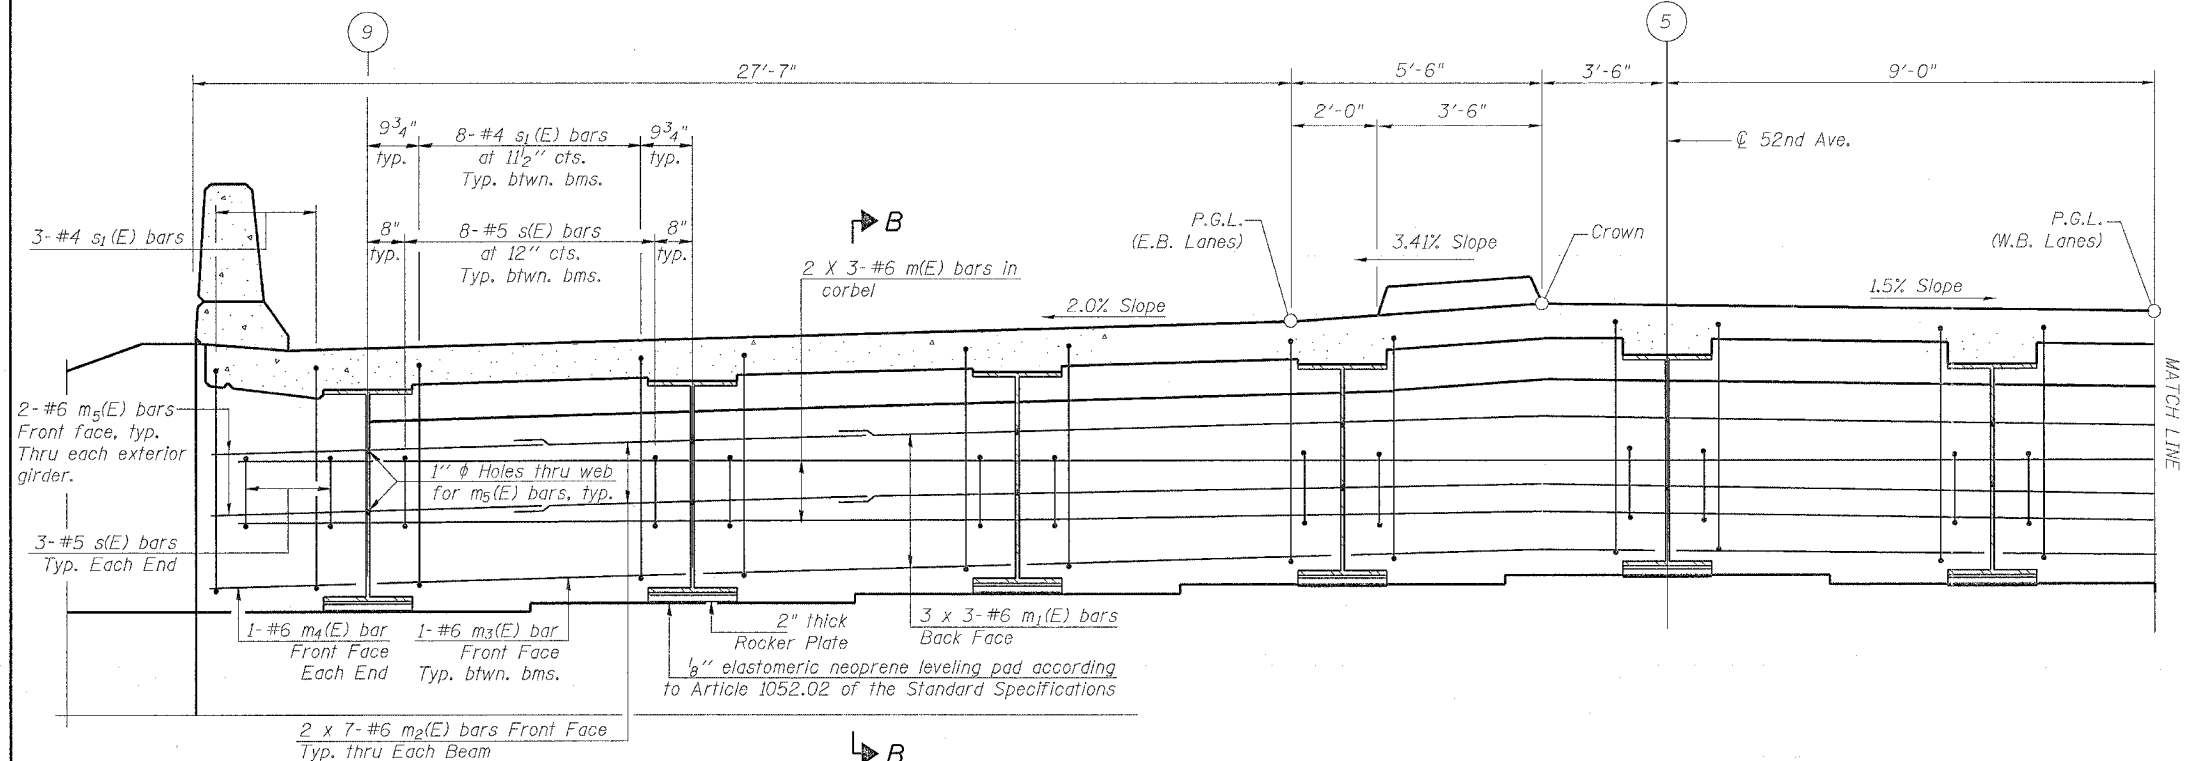 9
5
27'-7"
5'-6"
3'-6"
9'-0"
2'-0"
3'-6"
9 3/4"
typ.
8-#4 s1(E) bars
at 11 1/2" cts.
Typ. btwn. bms.
9 3/4"
typ.
℄ 52nd Ave.
3-#4 s1(E) bars
8"
typ.
8-#5 s(E) bars
at 12" cts.
Typ. btwn. bms.
8"
typ.
B
P.G.L.
(E.B. Lanes)
3.41% Slope
Crown
P.G.L.
(W.B. Lanes)
2 X 3-#6 m(E) bars in
corbel
2.0% Slope
1.5% Slope
MATCH LINE
2-#6 m5(E) bars
Front face, typ.
Thru each exterior
girder.
1" ϕ Holes thru web
for m5(E) bars, typ.
3-#5 s(E) bars
Typ. Each End
1-#6 m4(E) bar
Front Face
Each End
1-#6 m3(E) bar
Front Face
Typ. btwn. bms.
2" thick
Rocker Plate
3 x 3-#6 m1(E) bars
Back Face
1/8" elastomeric neoprene leveling pad according
to Article 1052.02 of the Standard Specifications
2 x 7-#6 m2(E) bars Front Face
Typ. thru Each Beam
B